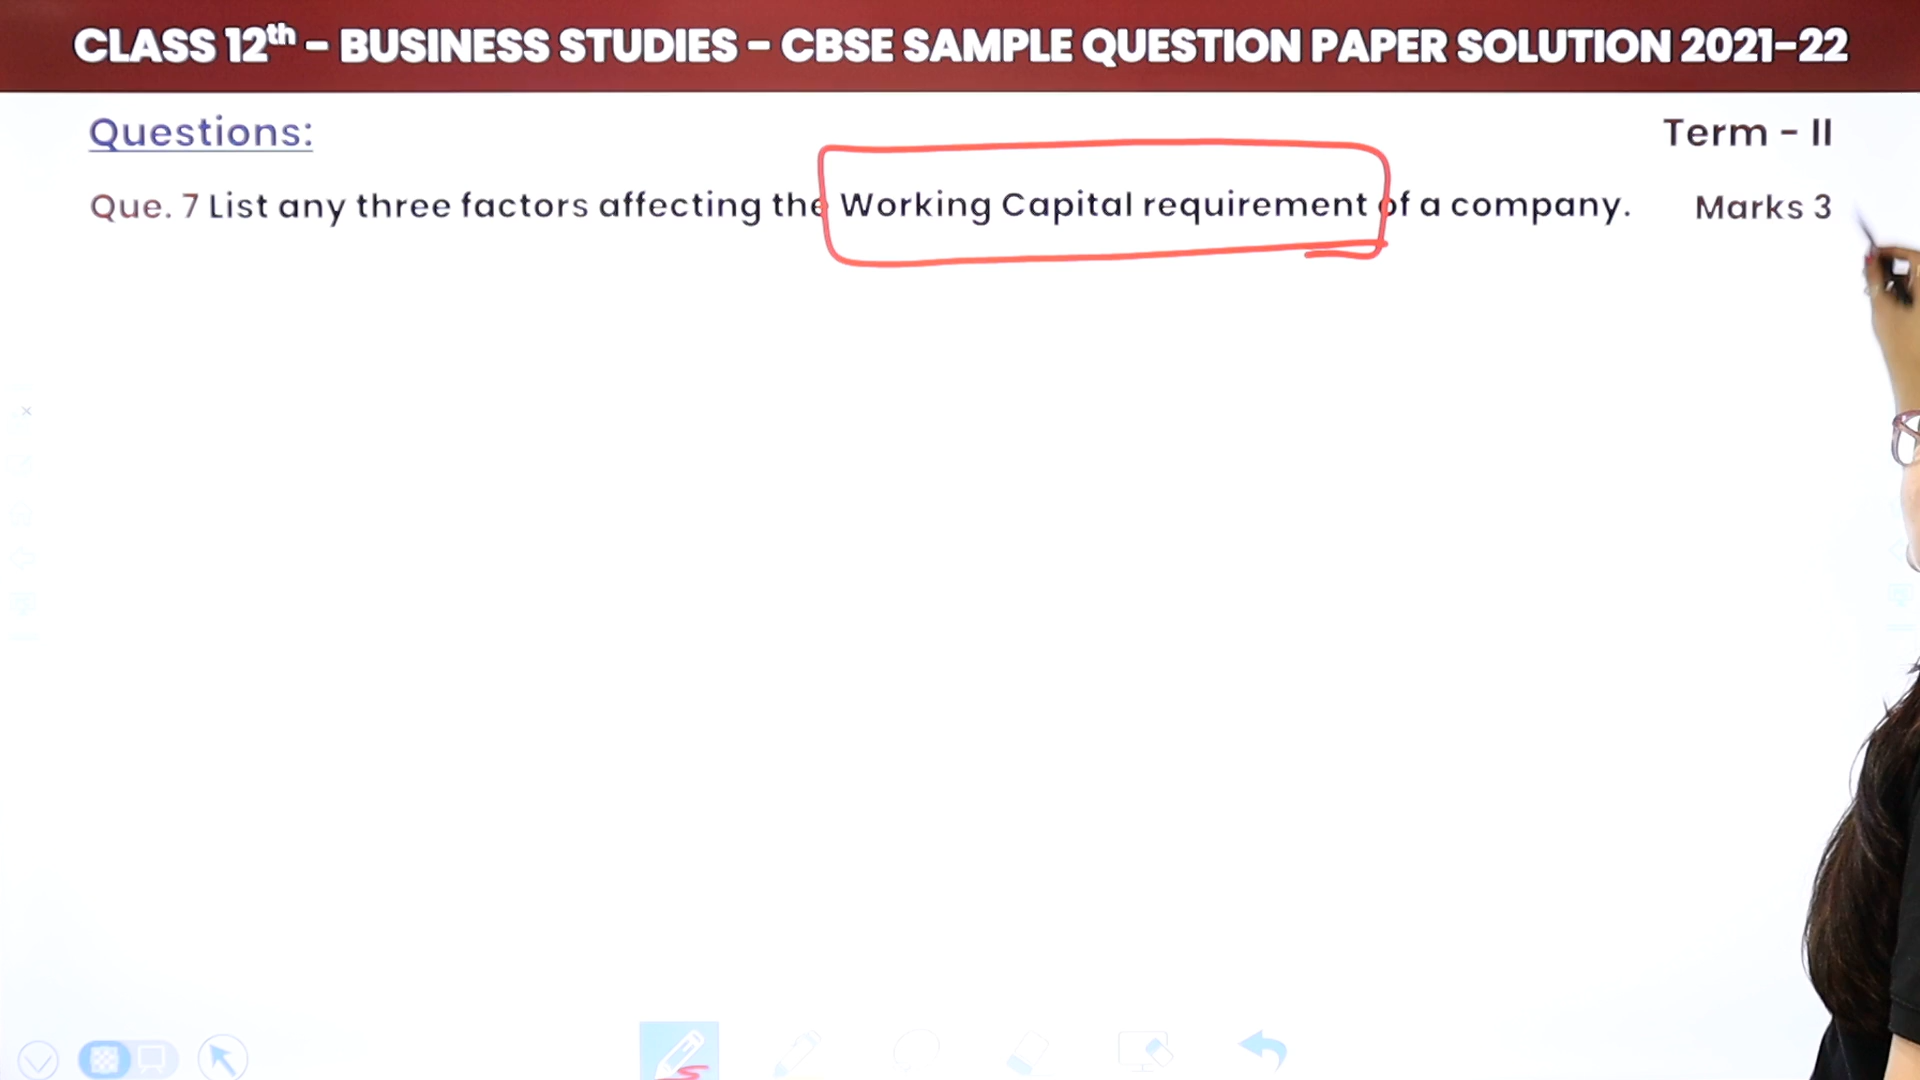 CLASS 12th - BUSINESS STUDIES - CBSE SAMPLE QUESTION PAPER SOLUTION 2021-22
Questions:
Term - II
Que. 7 List any three factors affecting the Working Capital requirement of a company. Marks 3